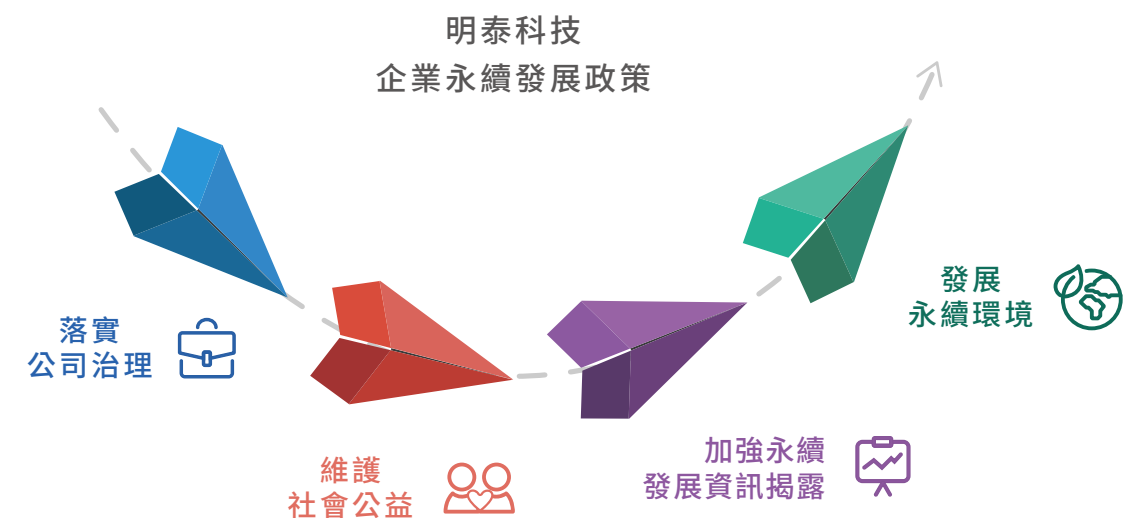 明泰科技
企業永續發展政策
落實
公司治理
維護
社會公益
加強永續
發展資訊揭露
發展
永續環境